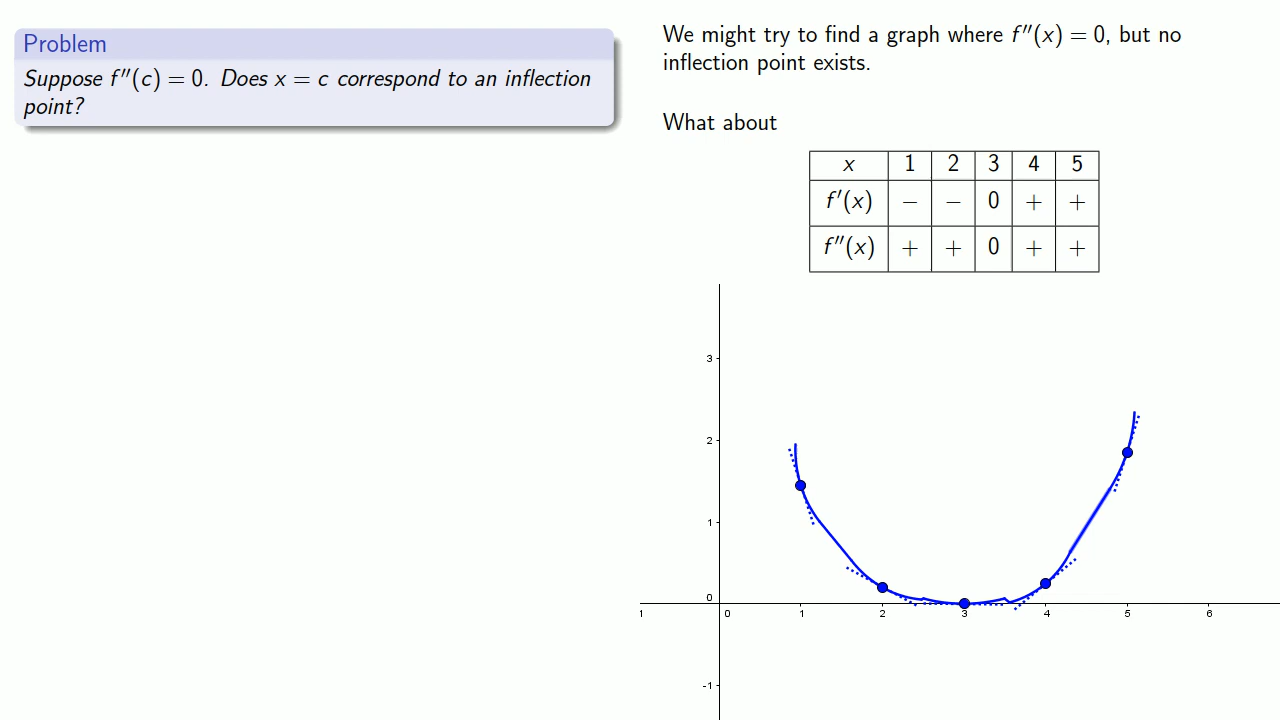 Problem
Suppose f″(c) = 0. Does x = c correspond to an inflection
point?
We might try to find a graph where f″(x) = 0, but no
inflection point exists.
What about
x 1 2 3 4 5
f′(x) − − 0 + +
f″(x) + + 0 + +
3
2
1
0
1 0 1 2 3 4 5 6
-1